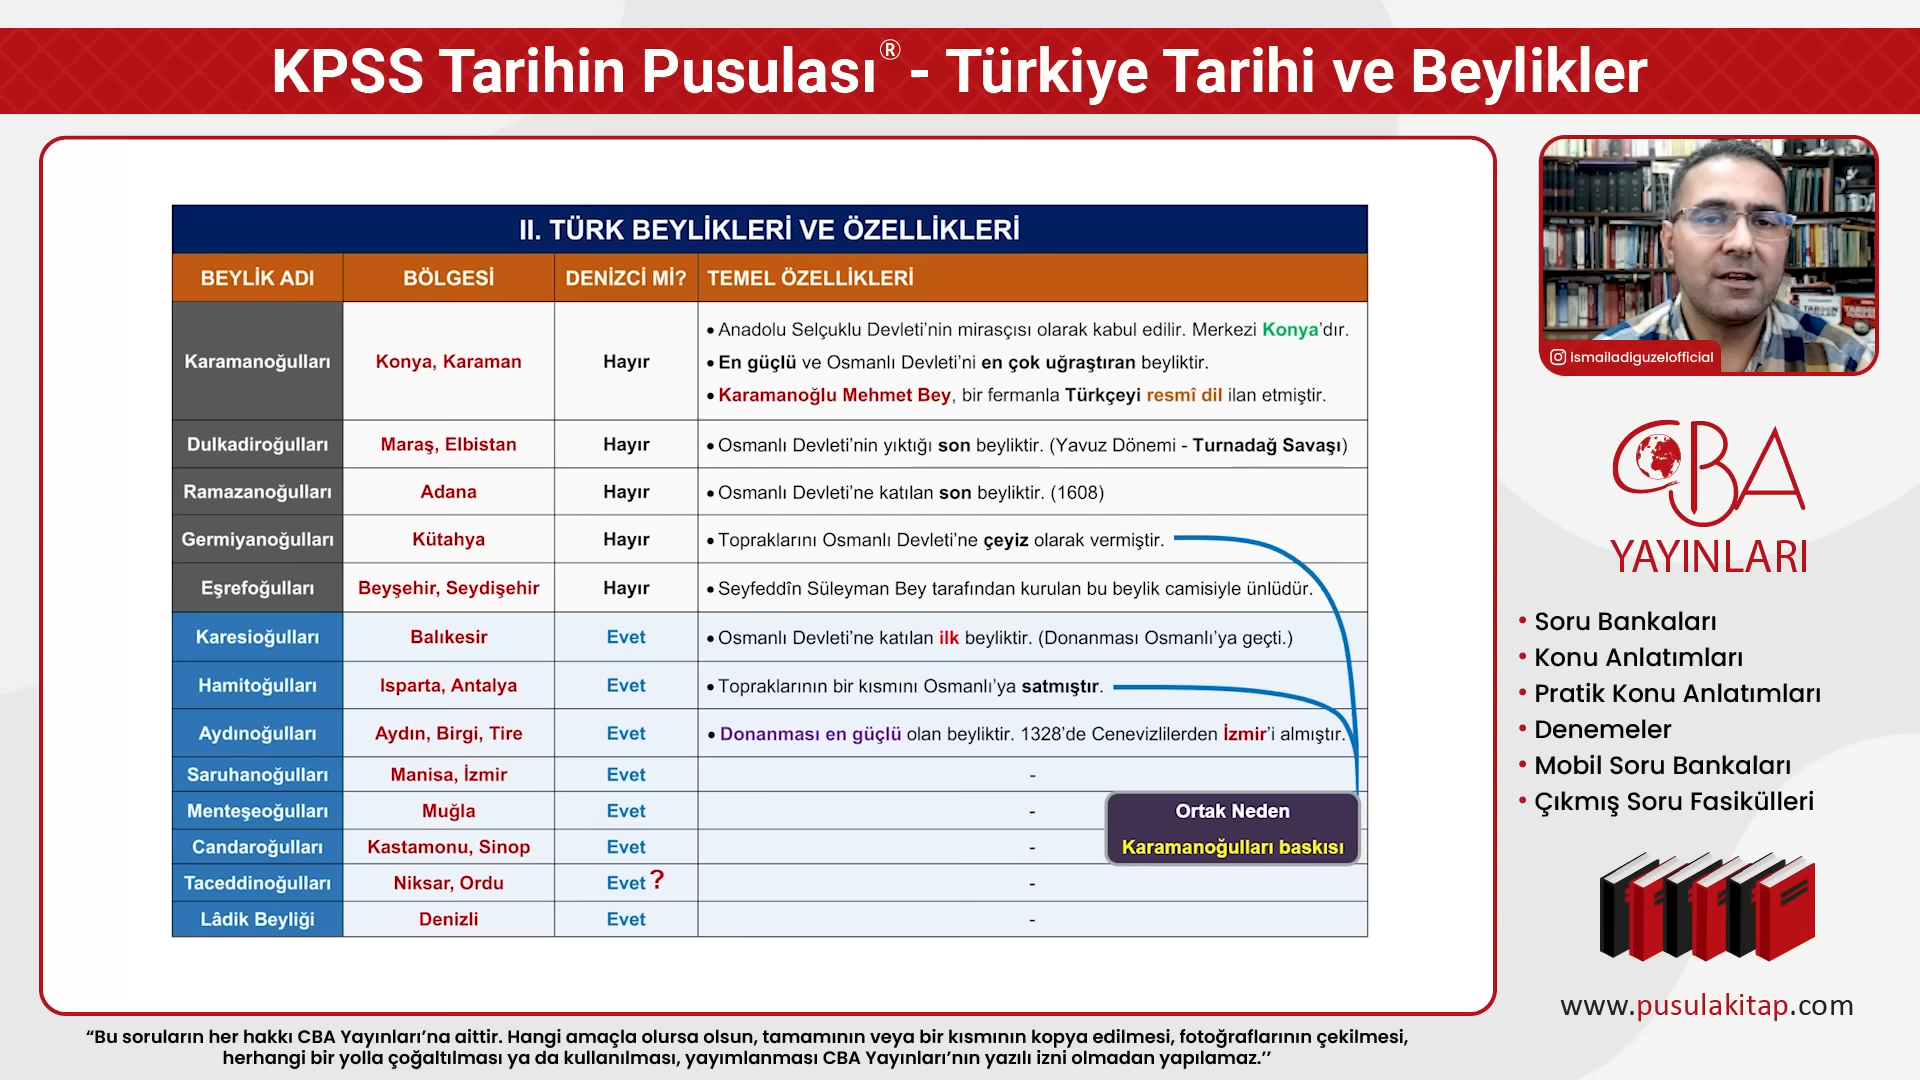 KPSS Tarihin Pusulası® - Türkiye Tarihi ve Beylikler
II. TÜRK BEYLİKLERİ VE ÖZELLİKLERİ
BEYLİK ADI BÖLGESİ DENİZCİ Mİ? TEMEL ÖZELLİKLERİ
Karamanoğulları Konya, Karaman Hayır
• Anadolu Selçuklu Devleti’nin mirasçısı olarak kabul edilir. Merkezi Konya’dır.
• En güçlü ve Osmanlı Devleti’ni en çok uğraştıran beyliktir.
• Karamanoğlu Mehmet Bey, bir fermanla Türkçeyi resmî dil ilan etmiştir.
Dulkadiroğulları Maraş, Elbistan Hayır • Osmanlı Devleti’nin yıktığı son beyliktir. (Yavuz Dönemi - Turnadağ Savaşı)
Ramazanoğulları Adana Hayır • Osmanlı Devleti’ne katılan son beyliktir. (1608)
Germiyanoğulları Kütahya Hayır • Topraklarını Osmanlı Devleti’ne çeyiz olarak vermiştir.
Eşrefoğulları Beyşehir, Seydişehir Hayır • Seyfeddîn Süleyman Bey tarafından kurulan bu beylik camisiyle ünlüdür.
Karesioğulları Balıkesir Evet • Osmanlı Devleti’ne katılan ilk beyliktir. (Donanması Osmanlı’ya geçti.)
Hamitoğulları Isparta, Antalya Evet • Topraklarının bir kısmını Osmanlı’ya satmıştır.
Aydınoğulları Aydın, Birgi, Tire Evet • Donanması en güçlü olan beyliktir. 1328’de Cenevizlilerden İzmir’i almıştır.
Saruhanoğulları Manisa, İzmir Evet -
Menteşeoğulları Muğla Evet -
Candaroğulları Kastamonu, Sinop Evet -
Taceddinoğulları Niksar, Ordu Evet ? -
Lâdik Beyliği Denizli Evet -
Ortak Neden
Karamanoğulları baskısı
ismailadiguzelofficial
CBA
YAYINLARI
• Soru Bankaları
• Konu Anlatımları
• Pratik Konu Anlatımları
• Denemeler
• Mobil Soru Bankaları
• Çıkmış Soru Fasikülleri
www.pusulakitap.com
“Bu soruların her hakkı CBA Yayınları’na aittir. Hangi amaçla olursa olsun, tamamının veya bir kısmının kopya edilmesi, fotoğraflarının çekilmesi,
herhangi bir yolla çoğaltılması ya da kullanılması, yayımlanması CBA Yayınları’nın yazılı izni olmadan yapılamaz.’’